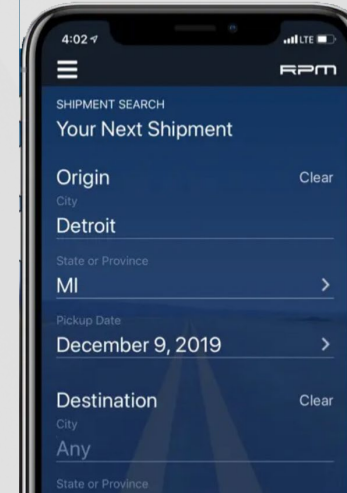 4:02 LTE
RPM
SHIPMENT SEARCH
Your Next Shipment
Origin Clear
City
Detroit
State or Province
MI
Pickup Date
December 9, 2019
Destination Clear
City
Any
State or Province